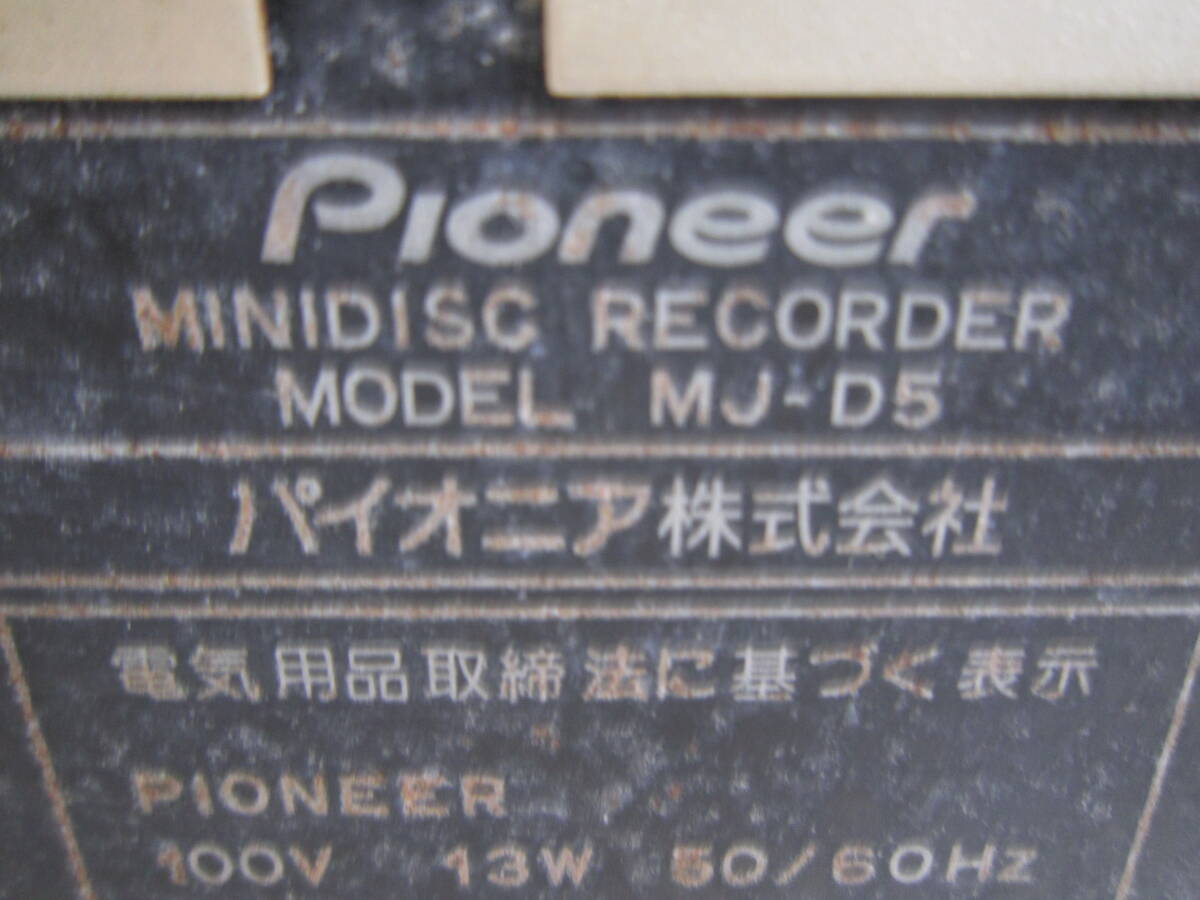 Pioneer
MINIDISC RECORDER
MODEL MJ-D5
パイオニア株式会社
電気用品取締法に基づく表示
PIONEER
100V 13W 50/60Hz